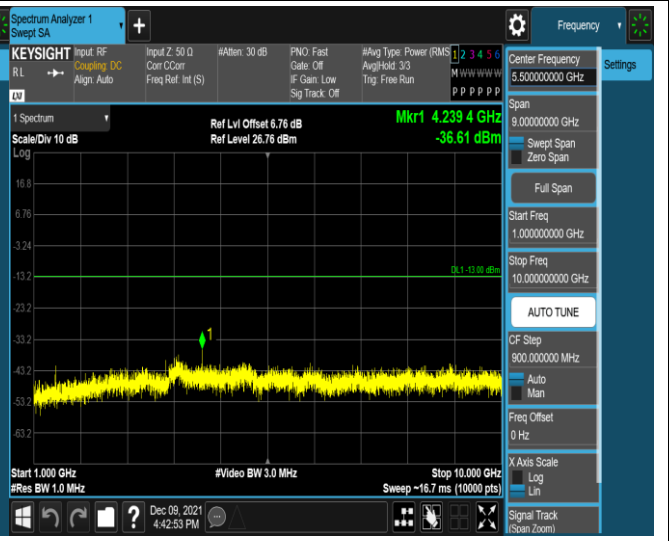 Spectrum Analyzer 1
Swept SA
Frequency
KEYSIGHT
RL
LXI
Input: RF
Coupling: DC
Align: Auto
Input Z: 50 Ω
Corr CCorr
Freq Ref: Int (S)
#Atten: 30 dB
PNO: Fast
Gate: Off
IF Gain: Low
Sig Track: Off
#Avg Type: Power (RMS
Avg|Hold: 3/3
Trig: Free Run
1 2 3 4 5 6
M W W W W W
P P P P P P
Settings
Center Frequency
5.500000000 GHz
Span
9.00000000 GHz
Swept Span
Zero Span
Full Span
Start Freq
1.000000000 GHz
Stop Freq
10.000000000 GHz
AUTO TUNE
CF Step
900.000000 MHz
Auto
Man
Freq Offset
0 Hz
X Axis Scale
Log
Lin
Signal Track
(Span Zoom)
1 Spectrum
Scale/Div 10 dB
Log
Ref Lvl Offset 6.76 dB
Ref Level 26.76 dBm
Mkr1 4.239 4 GHz
-36.61 dBm
16.8
6.76
-3.24
-13.2
DL1 -13.00 dBm
-23.2
-33.2
1
-43.2
-53.2
-63.2
Start 1.000 GHz
#Video BW 3.0 MHz
Stop 10.000 GHz
#Res BW 1.0 MHz
Sweep ~16.7 ms (10000 pts)
?
Dec 09, 2021
4:42:53 PM